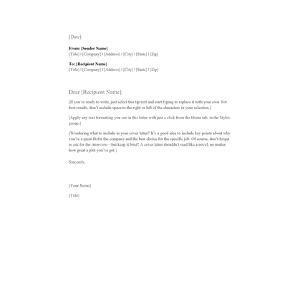 [Date]
From: [Sender Name]
[Title] | [Company] | [Address] | [City] | [State] | [Zip]
To: [Recipient Name]
[Title] | [Company] | [Address] | [City] | [State] | [Zip]
Dear [Recipient Name]:
[If you're ready to write, just select this tip text and start typing to replace it with your own. For
best results, don't include space to the right or left of the characters in your selection.]
[Apply any text formatting you see in this letter with just a click from the Home tab, in the Styles
group.]
[Wondering what to include in your cover letter? It's a good idea to include key points about why
you're a great fit for the company and the best choice for the specific job. Of course, don't forget
to ask for the interview—but keep it brief! A cover letter shouldn't read like a novel, no matter
how great a plot you've got.]
Sincerely,
[Your Name]
[Title]